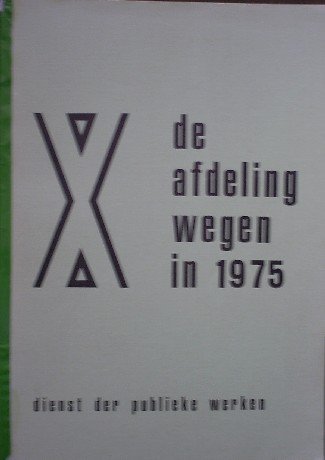 de
afdeling
wegen
in 1975
dienst der publieke werken